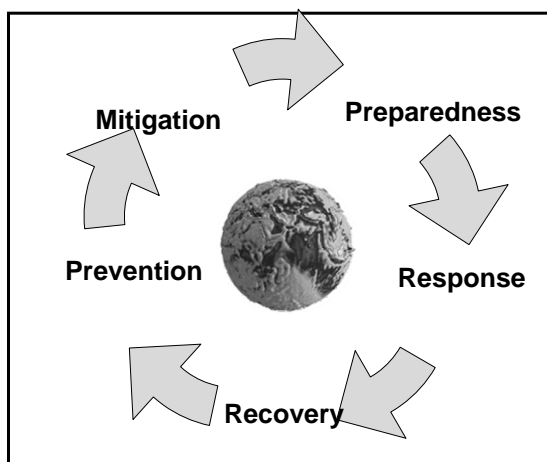 Mitigation
Preparedness
Prevention
Response
Recovery